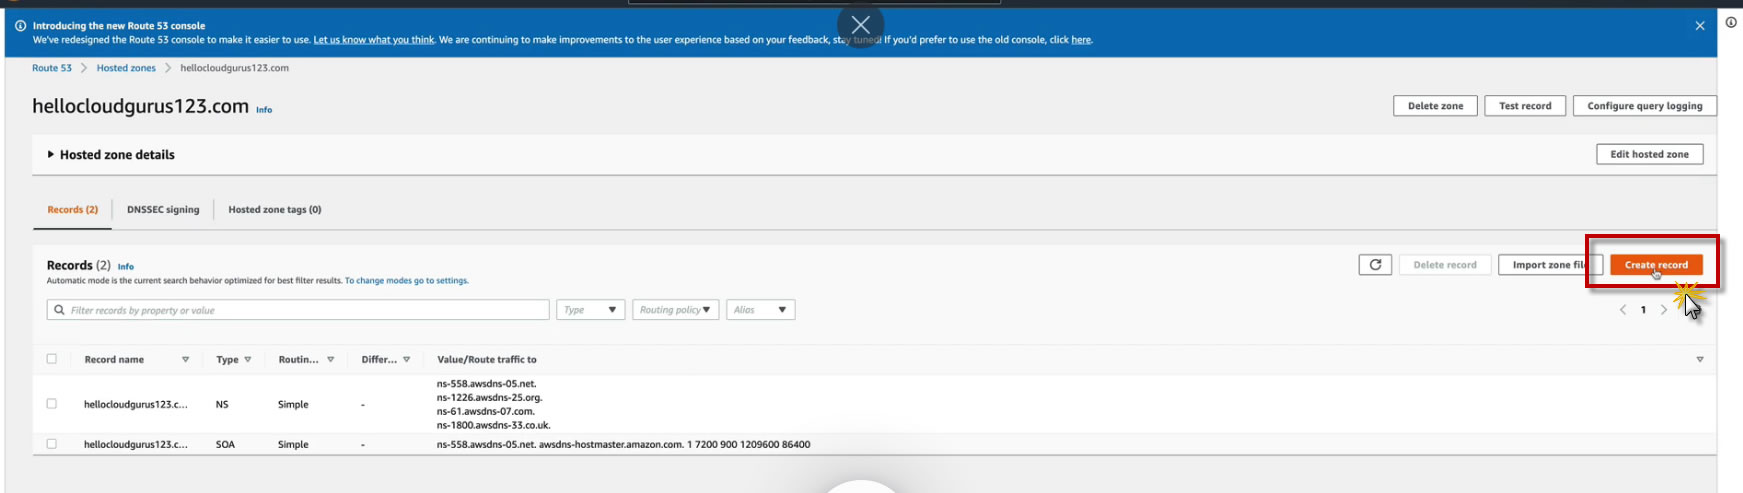 Introducing the new Route 53 console
We've redesigned the Route 53 console to make it easier to use. Let us know what you think. We are continuing to make improvements to the user experience based on your feedback, stay tuned! If you'd prefer to use the old console, click here.
Route 53 > Hosted zones > hellocloudgurus123.com
hellocloudgurus123.com Info
Delete zone Test record Configure query logging
Hosted zone details
Edit hosted zone
Records (2) DNSSEC signing Hosted zone tags (0)
Records (2) Info
Automatic mode is the current search behavior optimized for best filter results. To change modes go to settings.
Delete record Import zone fil Create record
Filter records by property or value Type Routing policy Alias
1
Record name Type Routin... Differ... Value/Route traffic to
hellocloudgurus123.c... NS Simple -
ns-558.awsdns-05.net.
ns-1226.awsdns-25.org.
ns-61.awsdns-07.com.
ns-1800.awsdns-33.co.uk.
hellocloudgurus123.c... SOA Simple - ns-558.awsdns-05.net. awsdns-hostmaster.amazon.com. 1 7200 900 1209600 86400